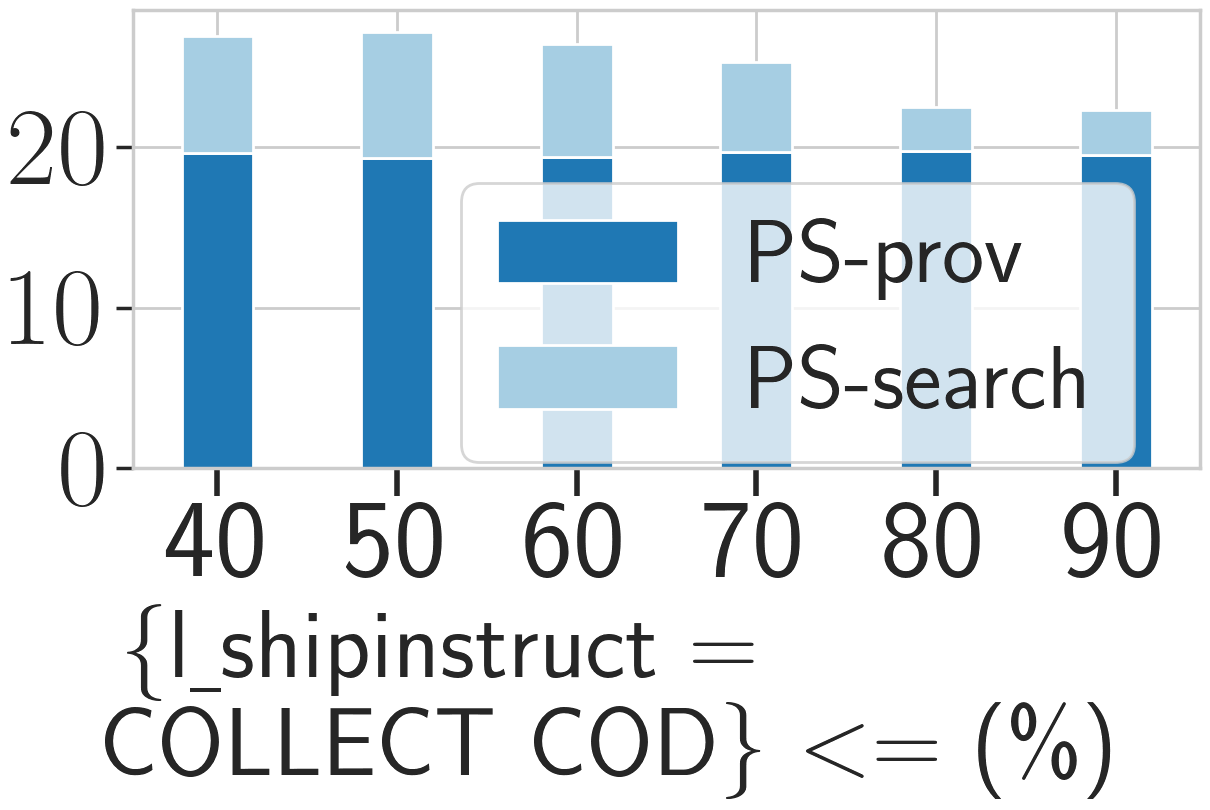 20
10
0
PS-prov
PS-search
40 50 60 70 80 90
{l_shipinstruct =
COLLECT COD} <= (%)